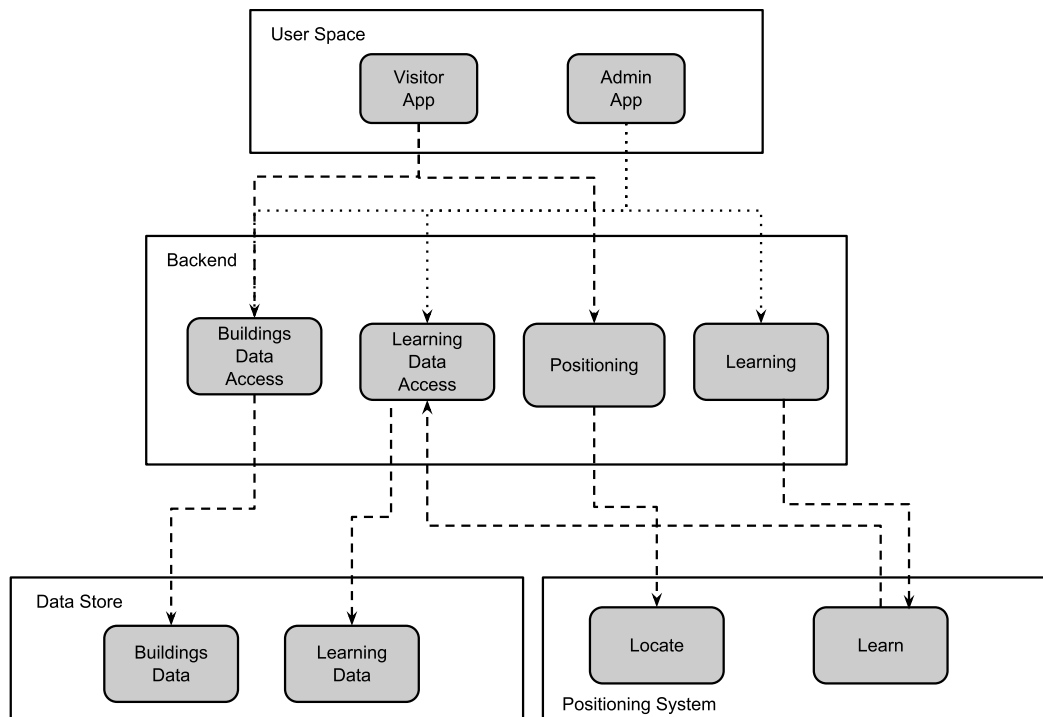 User Space
Visitor
App
Admin
App
Backend
Buildings
Data
Access
Learning
Data
Access
Positioning
Learning
Data Store
Buildings
Data
Learning
Data
Locate
Learn
Positioning System